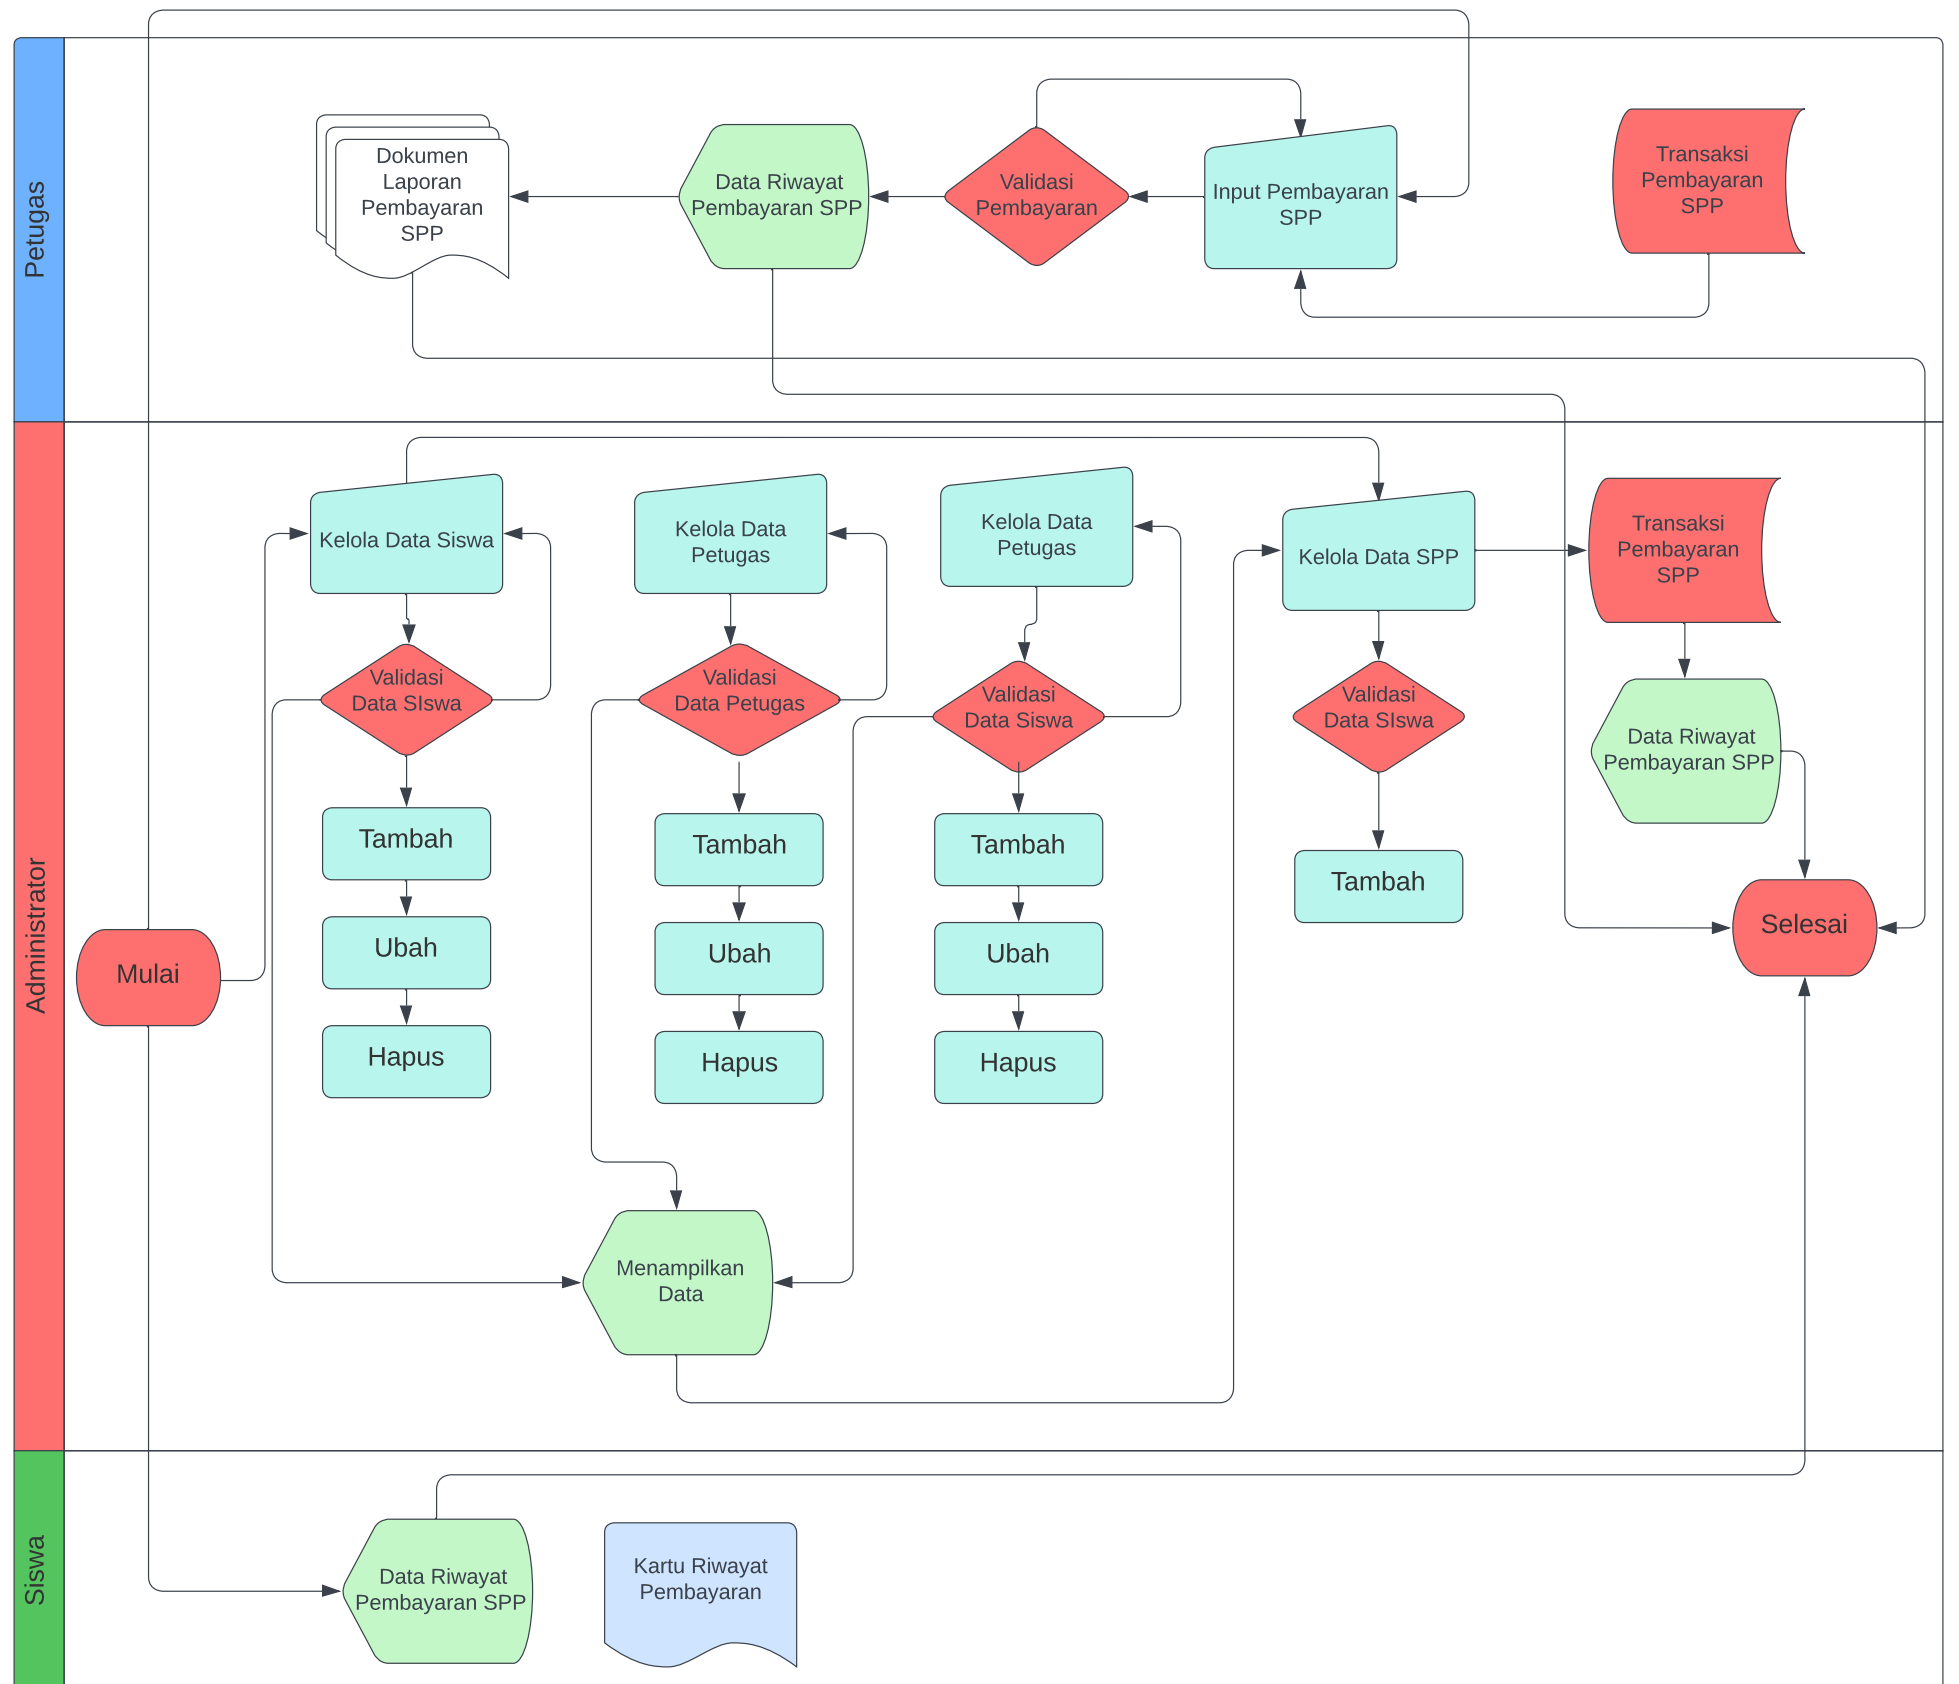 Petugas
Dokumen
Laporan
Pembayaran
SPP
Data Riwayat
Pembayaran SPP
Validasi
Pembayaran
Input Pembayaran
SPP
Transaksi
Pembayaran
SPP
Administrator
Mulai
Kelola Data Siswa
Validasi
Data SIswa
Tambah
Ubah
Hapus
Kelola Data
Petugas
Validasi
Data Petugas
Tambah
Ubah
Hapus
Kelola Data
Petugas
Validasi
Data Siswa
Tambah
Ubah
Hapus
Kelola Data SPP
Validasi
Data SIswa
Tambah
Transaksi
Pembayaran
SPP
Data Riwayat
Pembayaran SPP
Selesai
Menampilkan
Data
Siswa
Data Riwayat
Pembayaran SPP
Kartu Riwayat
Pembayaran